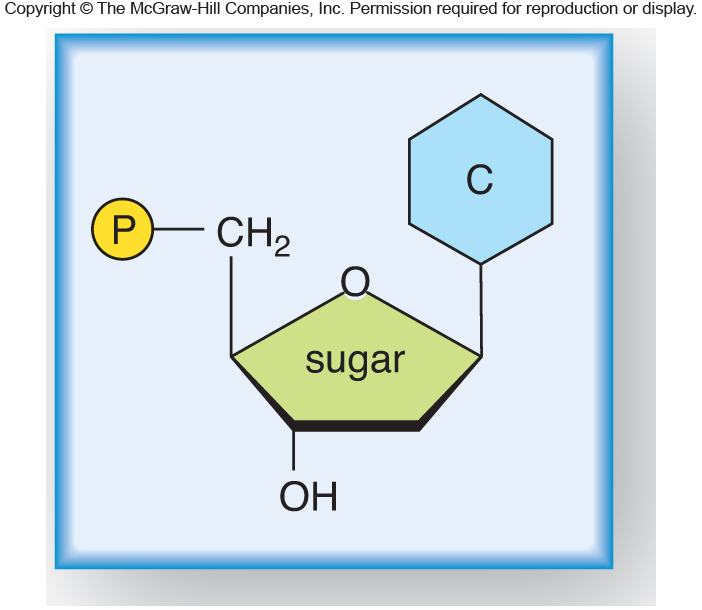 Copyright © The McGraw-Hill Companies, Inc. Permission required for reproduction or display.
C
P
CH₂
O
sugar
OH